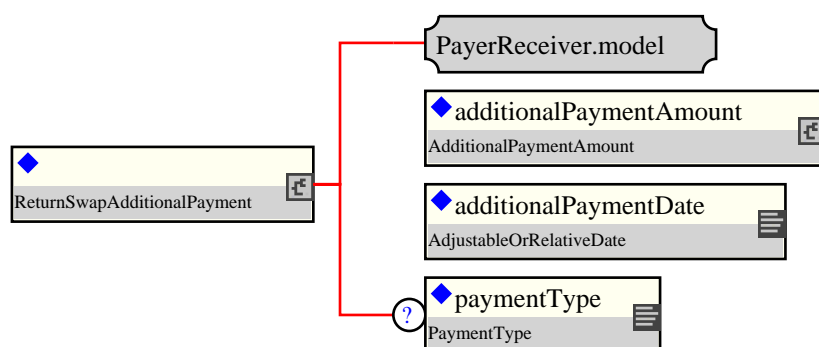 PayerReceiver.model
additionalPaymentAmount
AdditionalPaymentAmount
ReturnSwapAdditionalPayment
additionalPaymentDate
AdjustableOrRelativeDate
?
paymentType
PaymentType